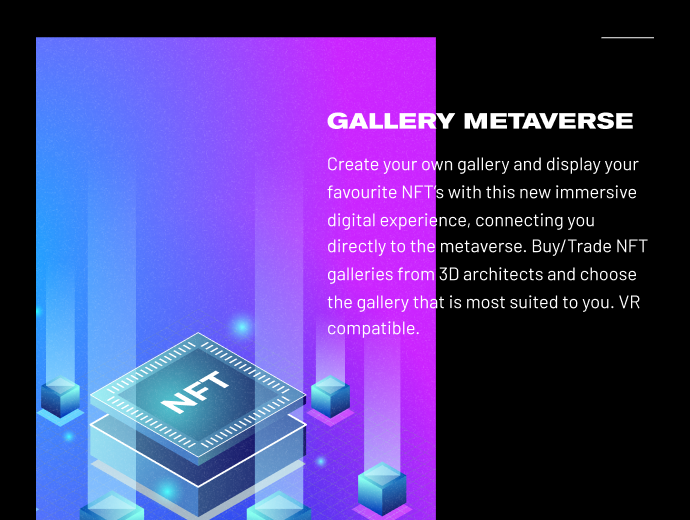 GALLERY METAVERSE
Create your own gallery and display your
favourite NFT's with this new immersive
digital experience, connecting you
directly to the metaverse. Buy/Trade NFT
galleries from 3D architects and choose
the gallery that is most suited to you. VR
compatible.
NFT